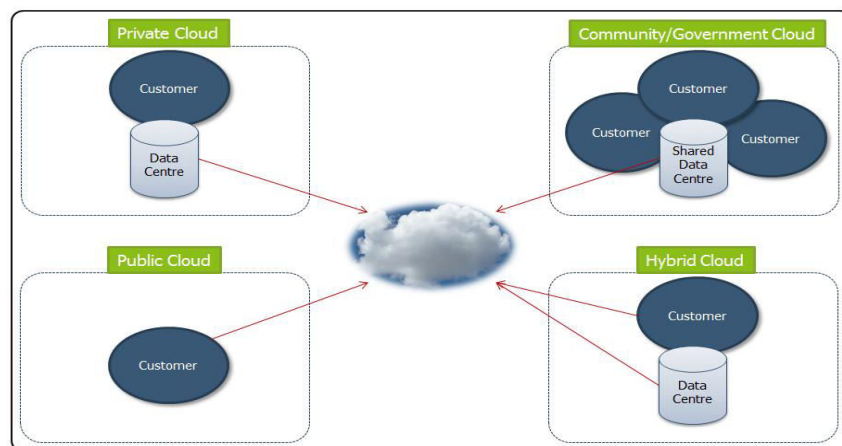 Private Cloud
Customer
Data
Centre
Community/Government Cloud
Customer
Customer
Customer
Shared
Data
Centre
Public Cloud
Customer
Hybrid Cloud
Customer
Data
Centre